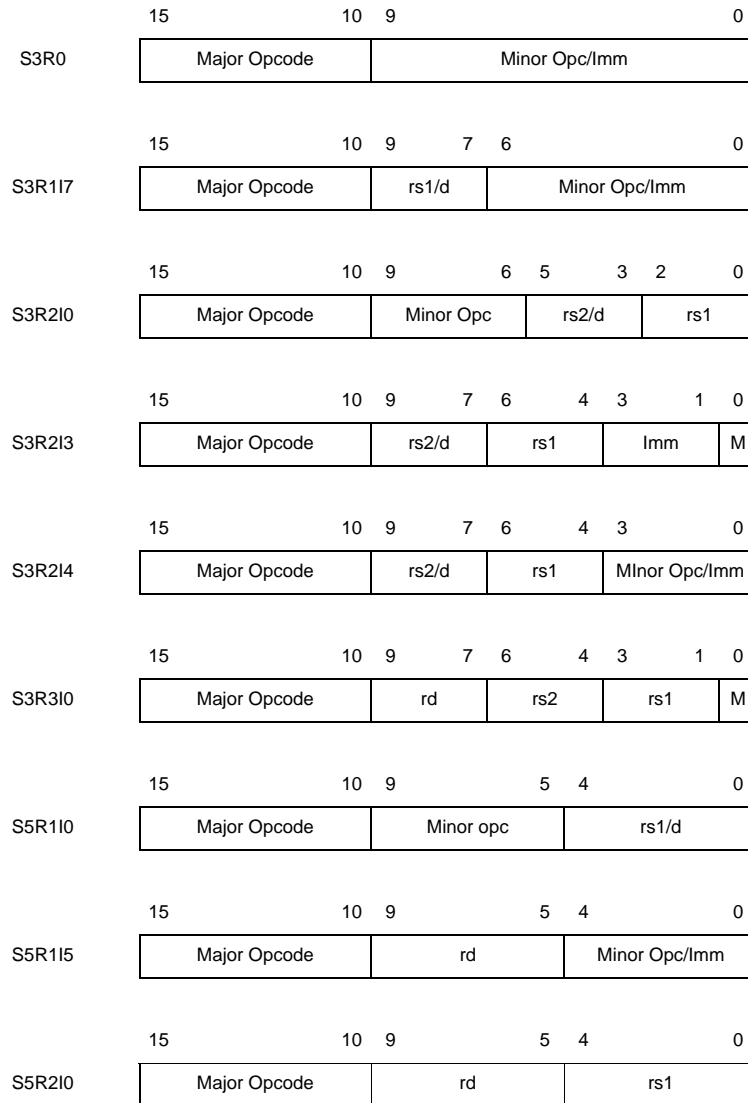 15 10 9 0
S3R0 Major Opcode Minor Opc/Imm
15 10 9 7 6 0
S3R1I7 Major Opcode rs1/d Minor Opc/Imm
15 10 9 6 5 3 2 0
S3R2I0 Major Opcode Minor Opc rs2/d rs1
15 10 9 7 6 4 3 1 0
S3R2I3 Major Opcode rs2/d rs1 Imm M
15 10 9 7 6 4 3 0
S3R2I4 Major Opcode rs2/d rs1 MInor Opc/Imm
15 10 9 7 6 4 3 1 0
S3R3I0 Major Opcode rd rs2 rs1 M
15 10 9 5 4 0
S5R1I0 Major Opcode Minor opc rs1/d
15 10 9 5 4 0
S5R1I5 Major Opcode rd Minor Opc/Imm
15 10 9 5 4 0
S5R2I0 Major Opcode rd rs1